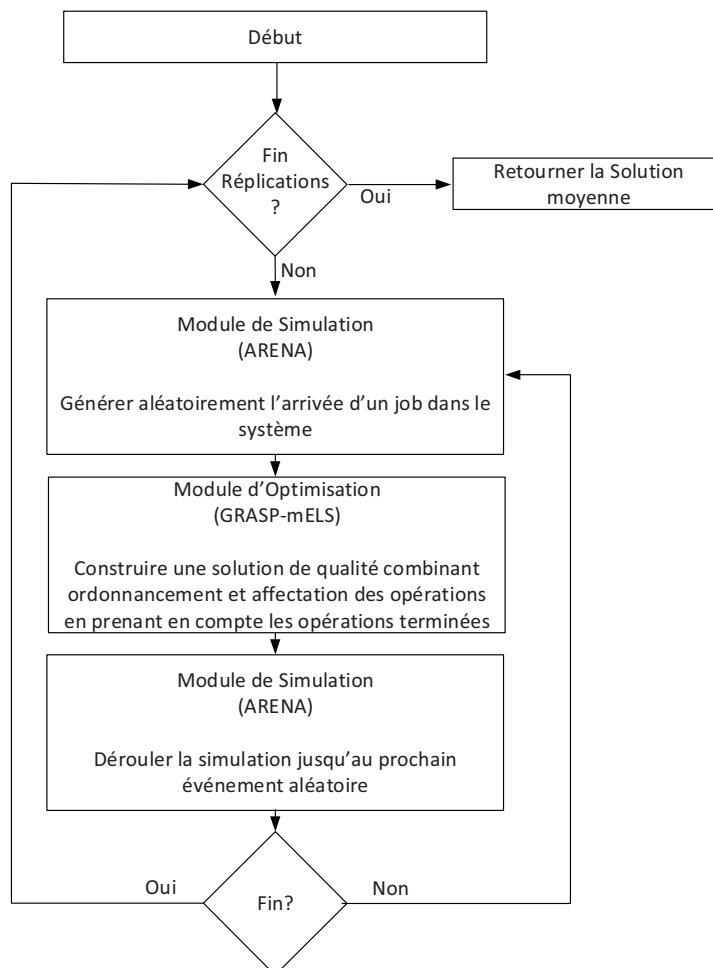 Début
Fin
Réplications
?
Oui
Retourner la Solution
moyenne
Non
Module de Simulation
(ARENA)
Générer aléatoirement l’arrivée d’un job dans le
système
Module d’Optimisation
(GRASP-mELS)
Construire une solution de qualité combinant
ordonnancement et affectation des opérations
en prenant en compte les opérations terminées
Module de Simulation
(ARENA)
Dérouler la simulation jusqu’au prochain
événement aléatoire
Oui
Non
Fin?